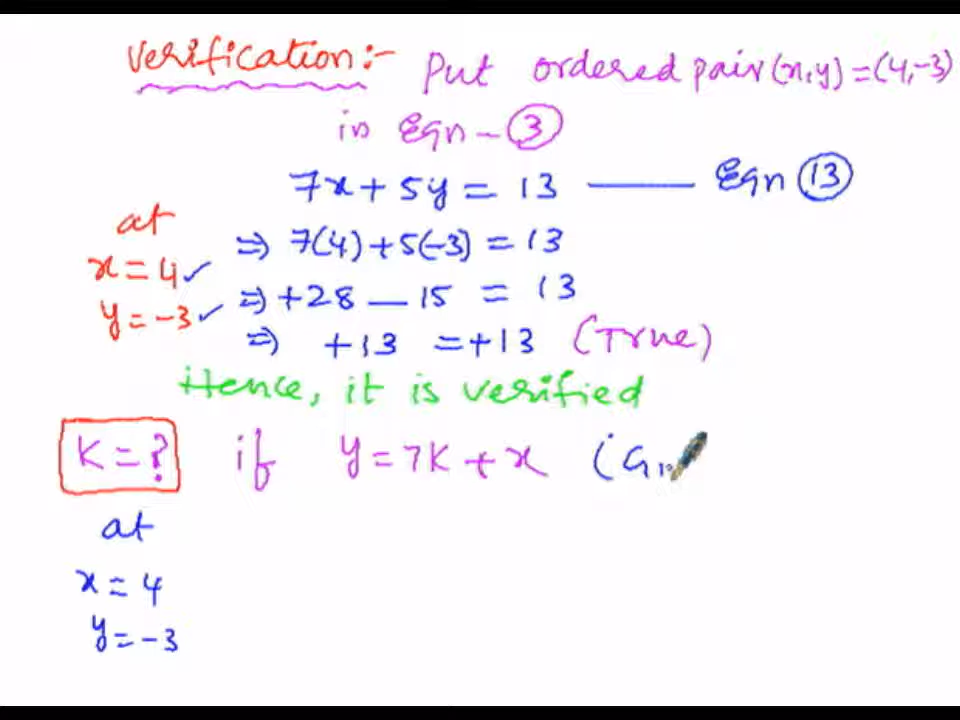 Verification:- Put ordered pair (x,y) = (4,-3)
in Eqn - ③
7x + 5y = 13 —— Eqn ⑬
at
x = 4 ✓
y = -3 ✓
⇒ 7(4) + 5(-3) = 13
⇒ +28 - 15 = 13
⇒ +13 = +13 (True)
Hence, it is verified
K = ? if y = 7K + x (
at
x = 4
y = -3